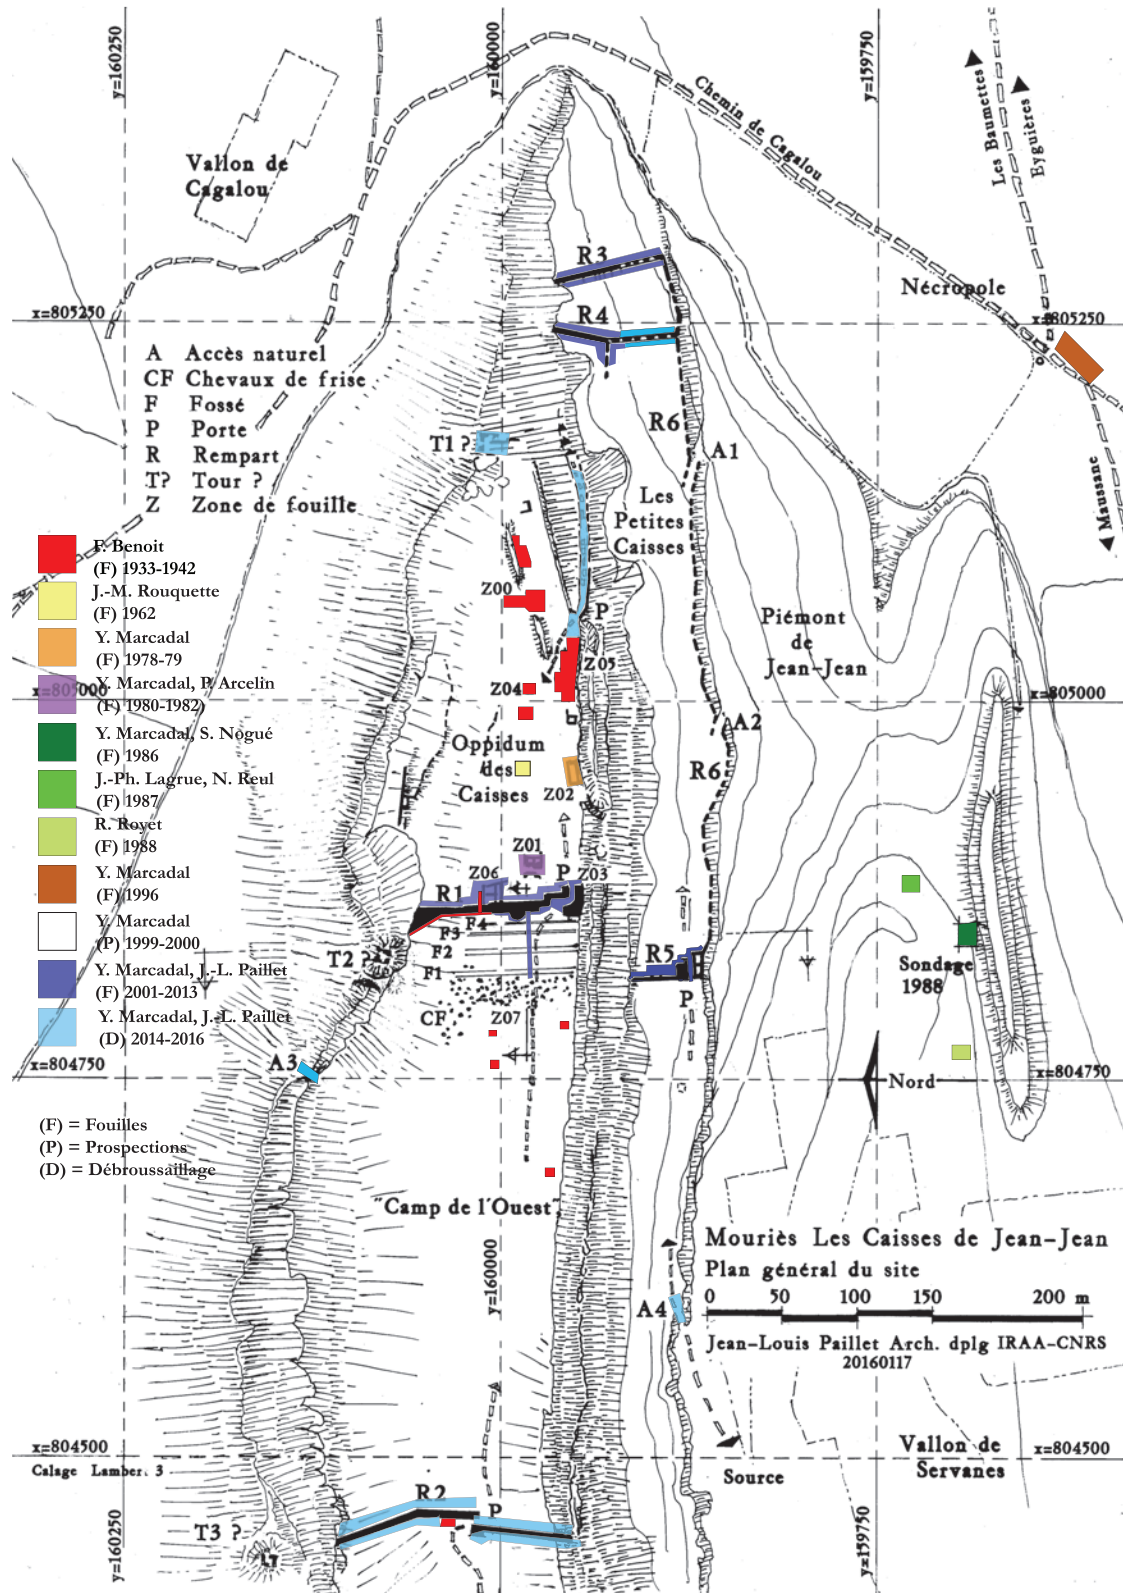 y=160250
y=160000
y=159750
Chemin de Cagalou
Les Baumettes
Eyguières
Vallon de
Cagalou
R3
Nécropole
x=805250
R4
x=805250
A Accès naturel
CF Chevaux de frise
F Fossé
P Porte
R Rempart
T? Tour ?
Z Zone de fouille
T1 ?
R6
A1
Maussane
Les
Petites
Caisses
F. Benoit
(F) 1933-1942
J.-M. Rouquette
(F) 1962
Y. Marcadal
(F) 1978-79
Y. Marcadal, P. Arcelin
(F) 1980-1982)
Y. Marcadal, S. Nogué
(F) 1986
J.-Ph. Lagrue, N. Reul
(F) 1987
R. Royet
(F) 1988
Y. Marcadal
(F) 1996
Y. Marcadal
(P) 1999-2000
Y. Marcadal, J.-L. Paillet
(F) 2001-2013
Y. Marcadal, J.-L. Paillet
(D) 2014-2016
Z00
P
Piémont
de
Jean-Jean
Z05
Z04
x=805000
x=805000
A2
Oppidum
des
Caisses
R6
Z02
Z01
Z06
P
Z03
R1
F4
F3
F2
F1
T2 ?
R5
P
Sondage
1988
CF
Z07
A3
x=804750
Nord
x=804750
(F) = Fouilles
(P) = Prospections
(D) = Débroussaillage
"Camp de l'Ouest"
y=160000
Mouriès Les Caisses de Jean-Jean
Plan général du site
A4
0 50 100 150 200 m
Jean-Louis Paillet Arch. dplg IRAA-CNRS
20160117
x=804500
Calage Lambert 3
Vallon de
Servanes
x=804500
Source
R2
P
T3 ?
y=160250
y=159750